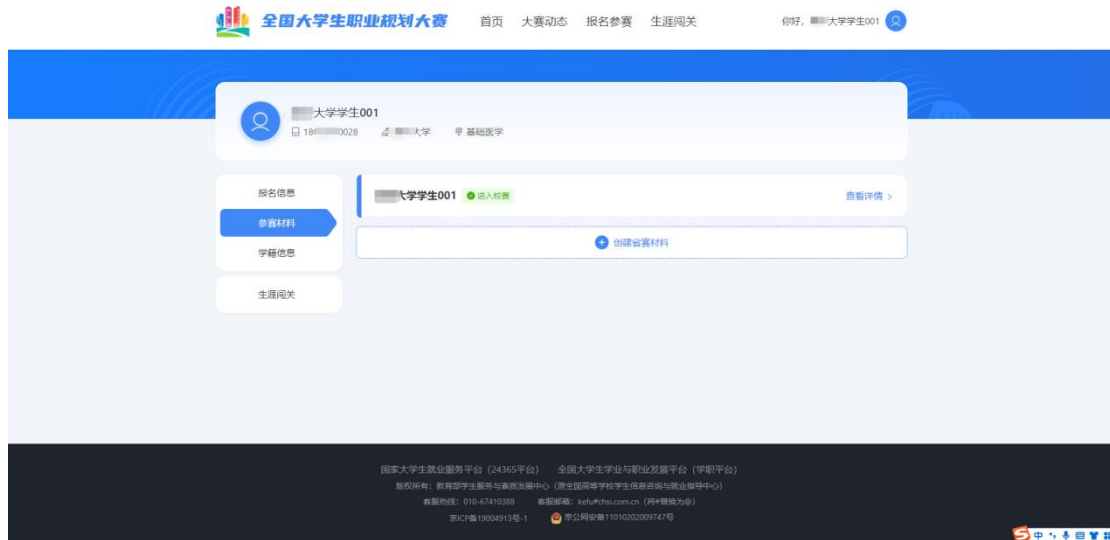 全国大学生职业规划大赛 首页 大赛动态 报名参赛 生涯闯关 你好, 大学学生001
大学学生001
18 0028 大学 基础医学
报名信息
大学学生001 进入校赛 查看详情 >
参赛材料
创建省赛材料
学籍信息
生涯闯关
国家大学生就业服务平台（24365平台） 全国大学生学业与职业发展平台（学职平台）
版权所有：教育部学生服务与素质发展中心（原全国高等学校学生信息咨询与就业指导中心）
客服热线：010-67410388 客服邮箱：kefu#chsi.com.cn（将#替换为@）
京ICP备19004913号-1 京公网安备11010202009747号
中